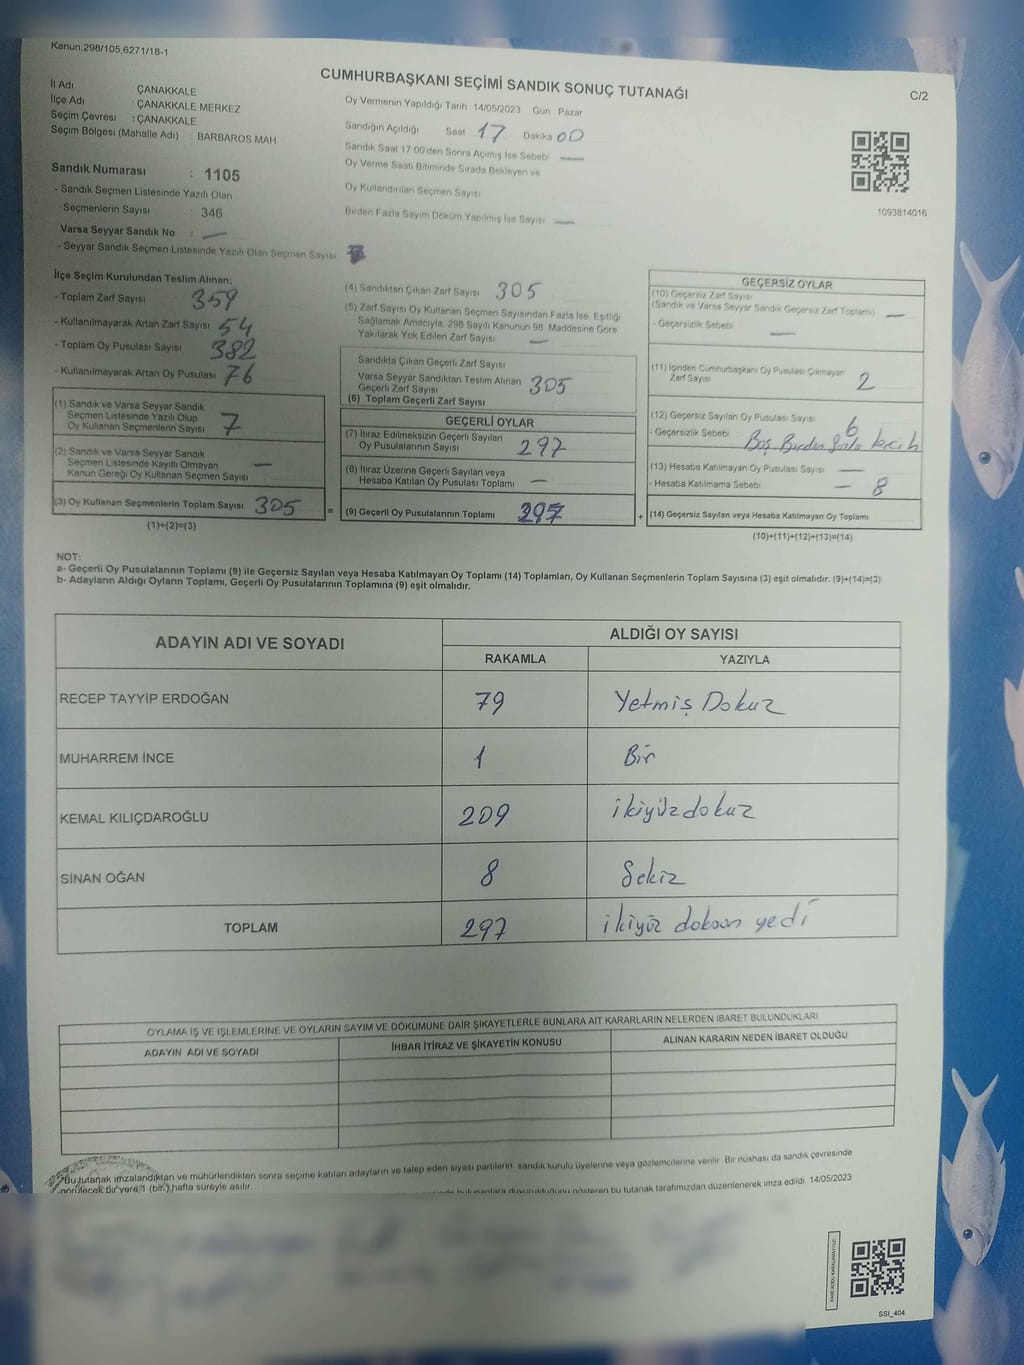 Kanun,298/105,6271/18-1
CUMHURBAŞKANI SEÇİMİ SANDIK SONUÇ TUTANAĞI
C/2
İl Adı ÇANAKKALE
İlçe Adı : ÇANAKKALE MERKEZ
Seçim Çevresi : ÇANAKKALE
Seçim Bölgesi (Mahalle Adı) : BARBAROS MAH.
Sandık Numarası : 1105
- Sandık Seçmen Listesinde Yazılı Olan
Seçmenlerin Sayısı : 346
Varsa Seyyar Sandık No : —
- Seyyar Sandık Seçmen Listesinde Yazılı Olan Seçmen Sayısı
Oy Vermenin Yapıldığı Tarih 14/05/2023 Gün : Pazar
Sandığın Açıldığı Saat 17 Dakika 00
Sandık Saat 17:00'den Sonra Açımış İse Sebebi —
Oy Verme Saati Bitiminde Sırada Bekleyen ve
Oy Kullandırılan Seçmen Sayısı
Birden Fazla Sayım Döküm Yapılmış İse Sayısı —
1093814016
İlçe Seçim Kurulundan Teslim Alınan;
- Toplam Zarf Sayısı 359
- Kullanılmayarak Artan Zarf Sayısı 54
- Toplam Oy Pusulası Sayısı 382
- Kullanılmayarak Artan Oy Pusulası 76
(1) Sandık ve Varsa Seyyar Sandık
Seçmen Listesinde Yazılı Olup
Oy Kullanan Seçmenlerin Sayısı 7
(2) Sandık ve Varsa Seyyar Sandık
Seçmen Listesinde Kayıtlı Olmayan
Kanun Gereği Oy Kullanan Seçmen Sayısı —
(3) Oy Kullanan Seçmenlerin Toplam Sayısı 305
(1)+(2)=(3)
=
(4) Sandıktan Çıkan Zarf Sayısı 305
(5) Zarf Sayısı Oy Kullanan Seçmen Sayısından Fazla İse, Eşitliği
Sağlamak Amacıyla, 298 Sayılı Kanunun 98. Maddesine Göre
Yakılarak Yok Edilen Zarf Sayısı —
Sandıkta Çıkan Geçerli Zarf Sayısı
Varsa Seyyar Sandıktan Teslim Alınan
Geçerli Zarf Sayısı 305
(6) Toplam Geçerli Zarf Sayısı
GEÇERLİ OYLAR
(7) İtiraz Edilmeksizin Geçerli Sayılan
Oy Pusulasının Sayısı 297
(8) İtiraz Üzerine Geçerli Sayılan veya
Hesaba Katılan Oy Pusulası Toplamı —
(9) Geçerli Oy Pusulalarının Toplamı 297
+
GEÇERSİZ OYLAR
(10) Geçersiz Zarf Sayısı
(Sandık ve Varsa Seyyar Sandık Geçersiz Zarf Toplamı) —
- Geçersizlik Sebebi —
(11) İçinden Cumhurbaşkanı Oy Pusulası Çıkmayan
Zarf Sayısı 2
(12) Geçersiz Sayılan Oy Pusulası Sayısı 6
- Geçersizlik Sebebi Boş Birden fazla tercih
(13) Hesaba Katılmayan Oy Pusulası Sayısı —
- Hesaba Katılmama Sebebi — 8
(14) Geçersiz Sayılan veya Hesaba Katılmayan Oy Toplamı
(10)+(11)+(12)+(13)=(14)
NOT:
a- Geçerli Oy Pusulalarının Toplamı (9) ile Geçersiz Sayılan veya Hesaba Katılmayan Oy Toplamı (14) Toplamları, Oy Kullanan Seçmenlerin Toplam Sayısına (3) eşit olmalıdır. (9)+(14)=(3)
b- Adayların Aldığı Oyların Toplamı, Geçerli Oy Pusulalarının Toplamına (9) eşit olmalıdır.
ADAYIN ADI VE SOYADI ALDIĞI OY SAYISI
RAKAMLA YAZIYLA
RECEP TAYYİP ERDOĞAN 79 Yetmiş Dokuz
MUHARREM İNCE 1 Bir
KEMAL KILIÇDAROĞLU 209 ikiyüzdokuz
SİNAN OĞAN 8 Sekiz
TOPLAM 297 ikiyüz doksan yedi
OYLAMA İŞ VE İŞLEMLERİNE VE OYLARIN SAYIM VE DÖKÜMÜNE DAİR ŞİKAYETLERLE BUNLARA AİT KARARLARIN NELERDEN İBARET BULUNDUKLARI
ADAYIN ADI VE SOYADI İHBAR İTİRAZ VE ŞİKAYETİN KONUSU ALINAN KARARIN NEDEN İBARET OLDUĞU
Bu tutanak imzalandıktan ve mühürlendikten sonra seçime katılan adayların ve talep eden siyasi partilerin sandık kurulu üyelerine veya gözlemcilerine verilir. Bir nüshası da sandık çevresinde
görülecek bir yere 1 (bir) hafta süreyle asılır.
bulunanlara duyurulduğunu gösteren bu tutanak tarafımızdan düzenlenerek imza edildi. 14/05/2023
SSI_404